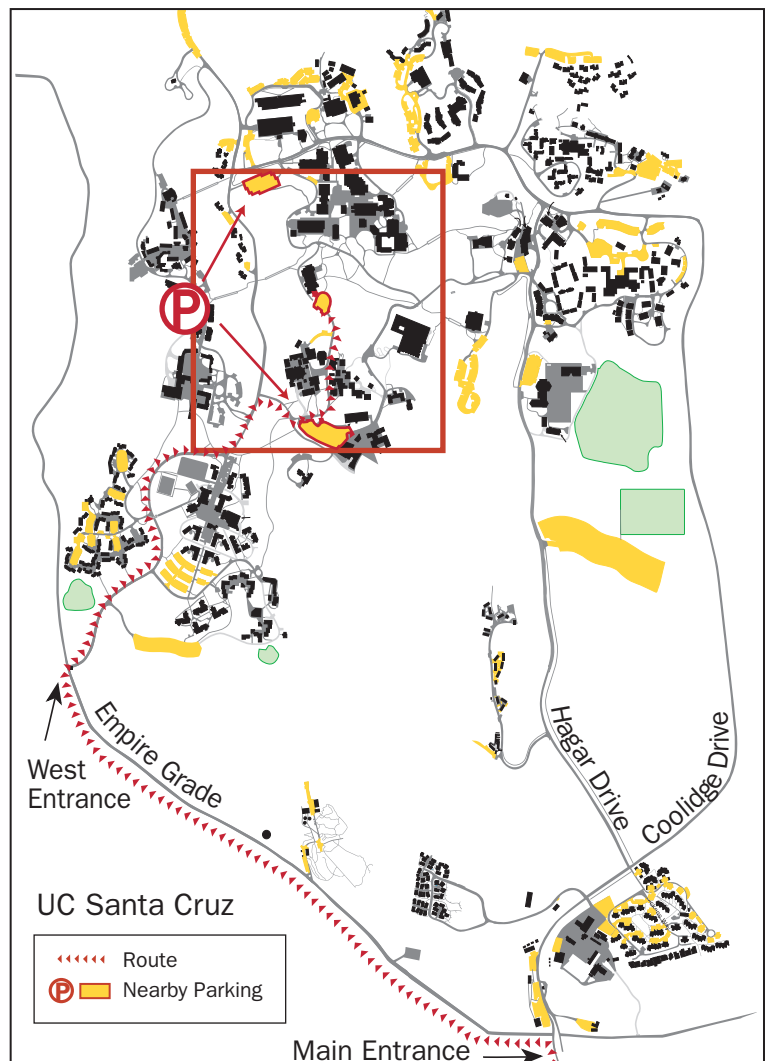 P
Hagar Drive
Coolidge Drive
Empire Grade
West
Entrance
UC Santa Cruz
Route
P Nearby Parking
Main Entrance